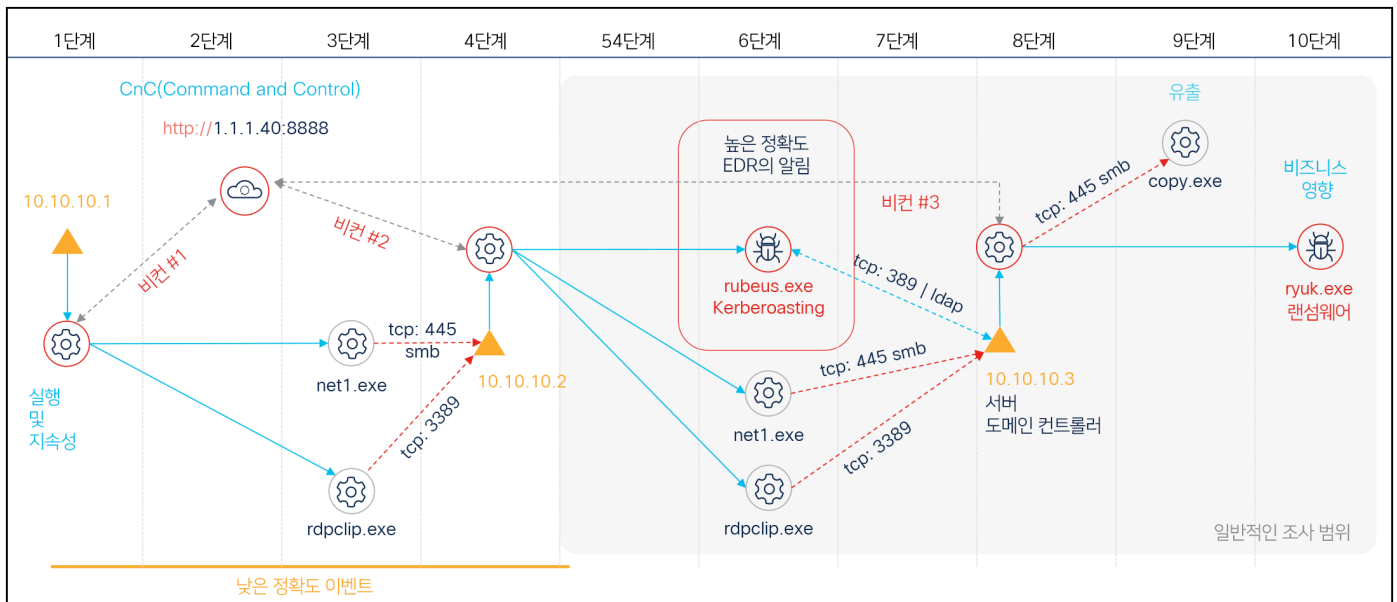 1단계
2단계
3단계
4단계
54단계
6단계
7단계
8단계
9단계
10단계
CnC(Command and Control)
http://1.1.1.40:8888
10.10.10.1
비컨 #1
비컨 #2
비컨 #3
실행
및
지속성
net1.exe
tcp: 445
smb
rdpclip.exe
tcp: 3389
10.10.10.2
높은 정확도
EDR의 알림
rubeus.exe
Kerberoasting
tcp: 389 | ldap
net1.exe
tcp: 445 smb
rdpclip.exe
tcp: 3389
10.10.10.3
서버
도메인 컨트롤러
tcp: 445 smb
유출
copy.exe
비즈니스
영향
ryuk.exe
랜섬웨어
일반적인 조사 범위
낮은 정확도 이벤트